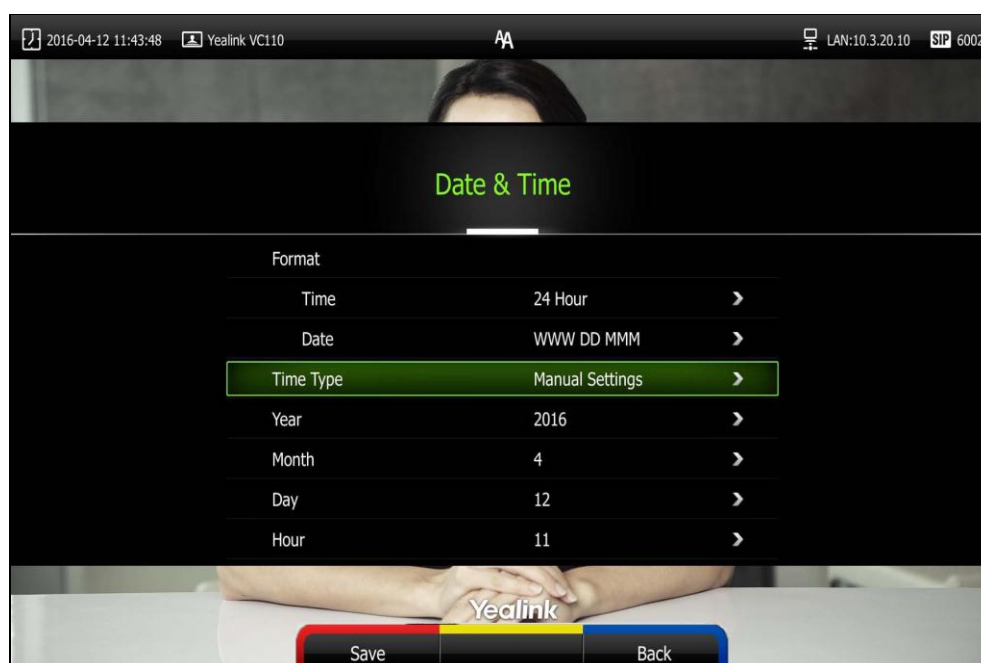 2016-04-12 11:43:48 Yealink VC110 AA LAN:10.3.20.10 SIP 6002
Date & Time
Format
Time 24 Hour
Date WWW DD MMM
Time Type Manual Settings
Year 2016
Month 4
Day 12
Hour 11
Yealink
Save Back